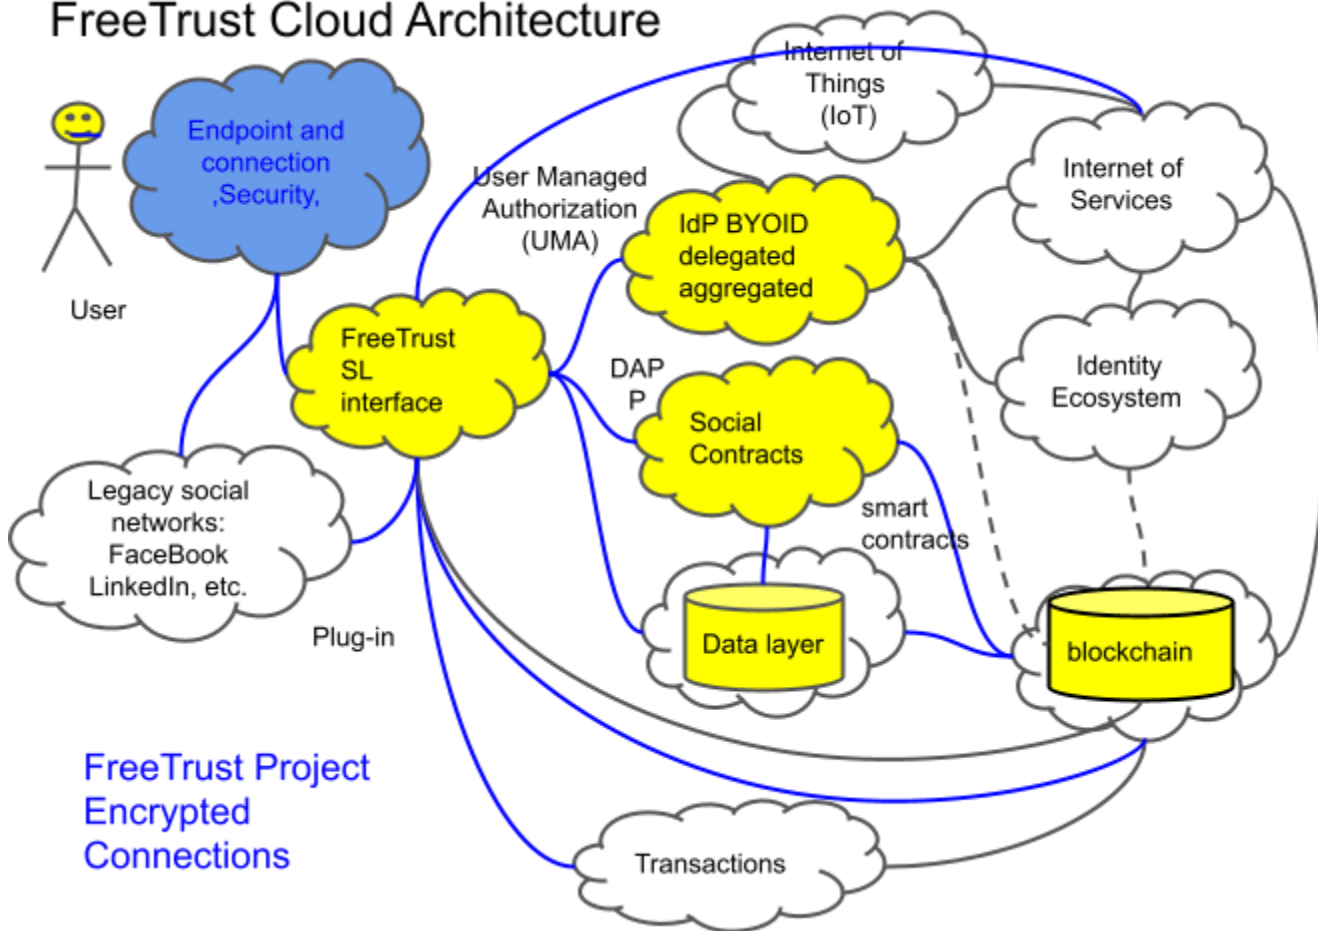 FreeTrust Cloud Architecture
Internet of
Things
(IoT)
Endpoint and
connection
,Security,
User
User Managed
Authorization
(UMA)
IdP BYOID
delegated
aggregated
Internet of
Services
FreeTrust
SL
interface
DAP
P
Social
Contracts
Identity
Ecosystem
Legacy social
networks:
FaceBook
LinkedIn, etc.
smart
contracts
Plug-in
Data layer
blockchain
FreeTrust Project
Encrypted
Connections
Transactions